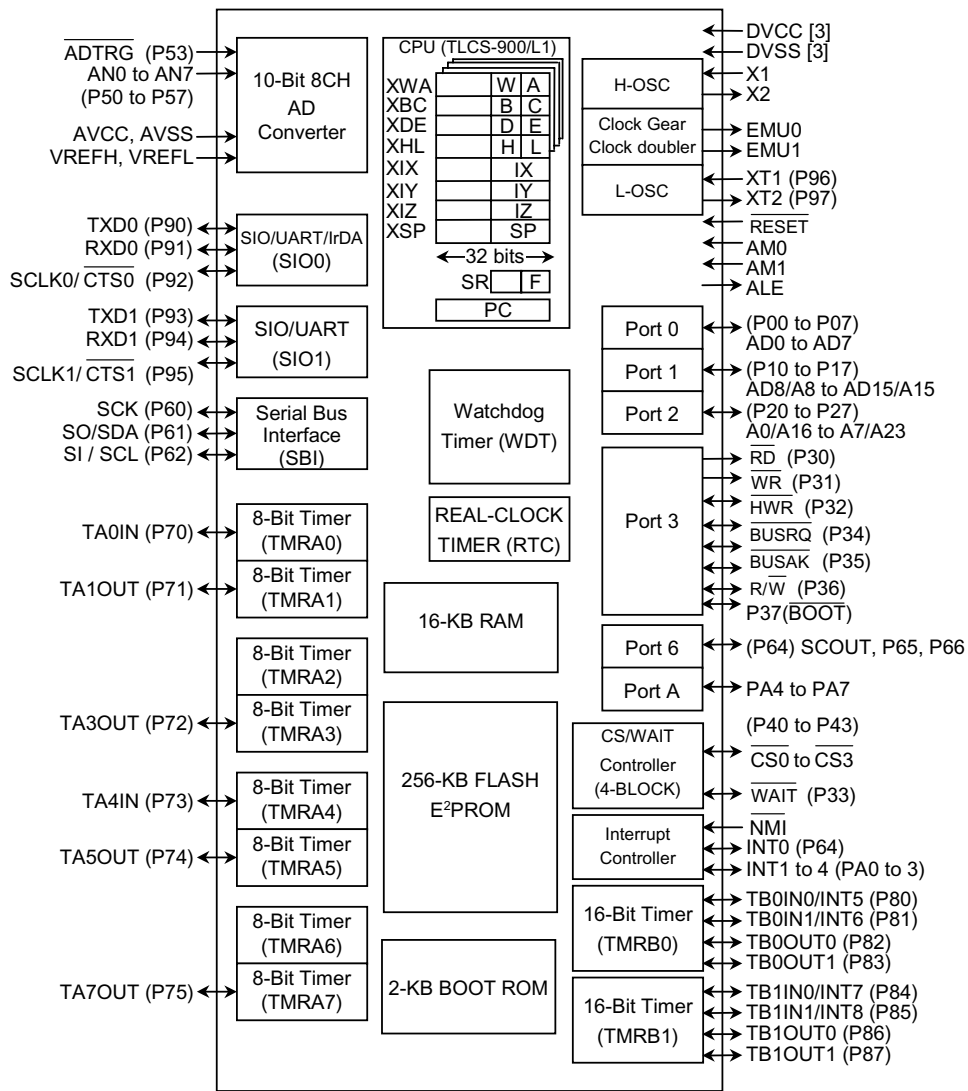 ADTRG (P53)
AN0 to AN7
(P50 to P57)
AVCC, AVSS
VREFH, VREFL
10-Bit 8CH
AD
Converter
TXD0 (P90)
RXD0 (P91)
SCLK0/ CTS0 (P92)
SIO/UART/IrDA
(SIO0)
TXD1 (P93)
RXD1 (P94)
SCLK1/ CTS1 (P95)
SIO/UART
(SIO1)
SCK (P60)
SO/SDA (P61)
SI / SCL (P62)
Serial Bus
Interface
(SBI)
TA0IN (P70)
8-Bit Timer
(TMRA0)
TA1OUT (P71)
8-Bit Timer
(TMRA1)
8-Bit Timer
(TMRA2)
TA3OUT (P72)
8-Bit Timer
(TMRA3)
TA4IN (P73)
8-Bit Timer
(TMRA4)
TA5OUT (P74)
8-Bit Timer
(TMRA5)
8-Bit Timer
(TMRA6)
TA7OUT (P75)
8-Bit Timer
(TMRA7)
CPU (TLCS-900/L1)
XWA W A
XBC B C
XDE D E
XHL H L
XIX IX
XIY IY
XIZ IZ
XSP SP
32 bits
SR F
PC
Watchdog
Timer (WDT)
REAL-CLOCK
TIMER (RTC)
16-KB RAM
256-KB FLASH
E²PROM
2-KB BOOT ROM
DVCC [3]
DVSS [3]
H-OSC
X1
X2
Clock Gear
Clock doubler
EMU0
EMU1
L-OSC
XT1 (P96)
XT2 (P97)
RESET
AM0
AM1
ALE
Port 0
(P00 to P07)
AD0 to AD7
Port 1
(P10 to P17)
AD8/A8 to AD15/A15
Port 2
(P20 to P27)
A0/A16 to A7/A23
Port 3
RD (P30)
WR (P31)
HWR (P32)
BUSRQ (P34)
BUSAK (P35)
R/W (P36)
P37(BOOT)
Port 6
(P64) SCOUT, P65, P66
Port A
PA4 to PA7
CS/WAIT
Controller
(4-BLOCK)
(P40 to P43)
CS0 to CS3
WAIT (P33)
Interrupt
Controller
NMI
INT0 (P64)
INT1 to 4 (PA0 to 3)
16-Bit Timer
(TMRB0)
TB0IN0/INT5 (P80)
TB0IN1/INT6 (P81)
TB0OUT0 (P82)
TB0OUT1 (P83)
16-Bit Timer
(TMRB1)
TB1IN0/INT7 (P84)
TB1IN1/INT8 (P85)
TB1OUT0 (P86)
TB1OUT1 (P87)